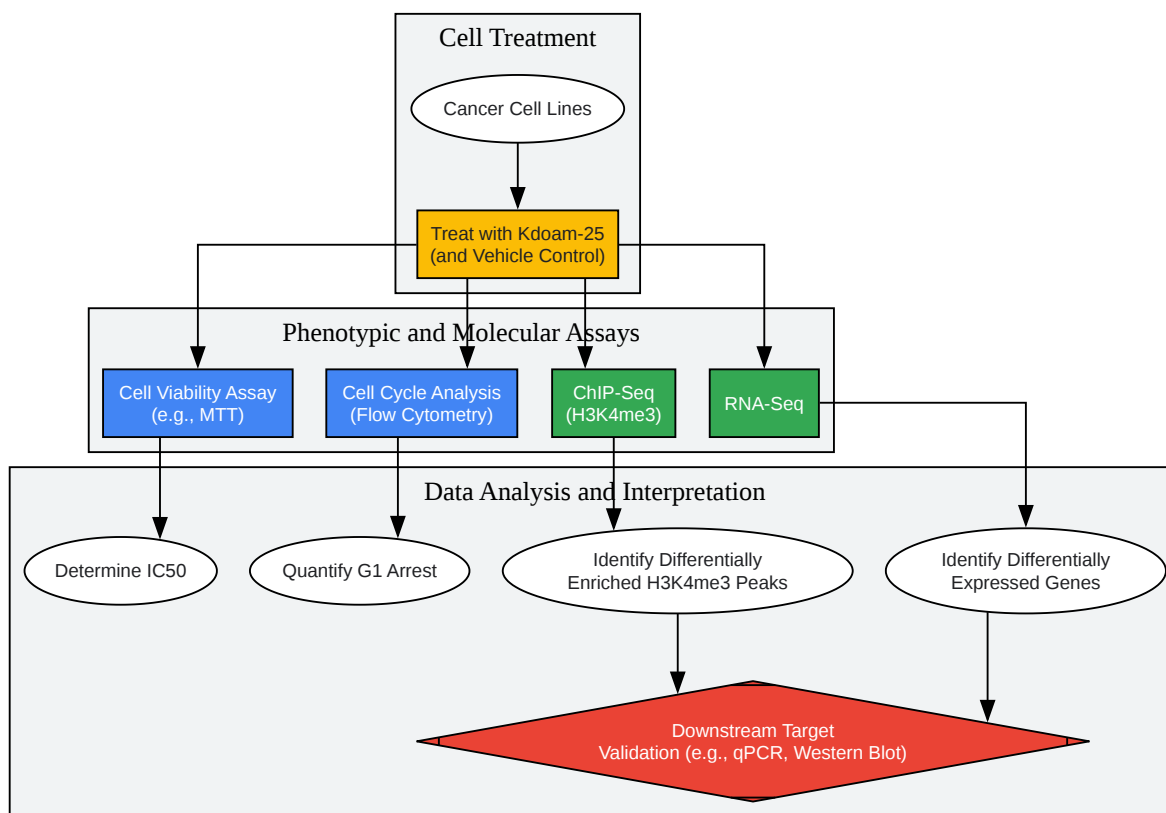 Cell Treatment
Cancer Cell Lines
Treat with Kdoam-25
(and Vehicle Control)
Phenotypic and Molecular Assays
Cell Viability Assay
(e.g., MTT)
Cell Cycle Analysis
(Flow Cytometry)
ChIP-Seq
(H3K4me3)
RNA-Seq
Data Analysis and Interpretation
Determine IC50
Quantify G1 Arrest
Identify Differentially
Enriched H3K4me3 Peaks
Identify Differentially
Expressed Genes
Downstream Target
Validation (e.g., qPCR, Western Blot)